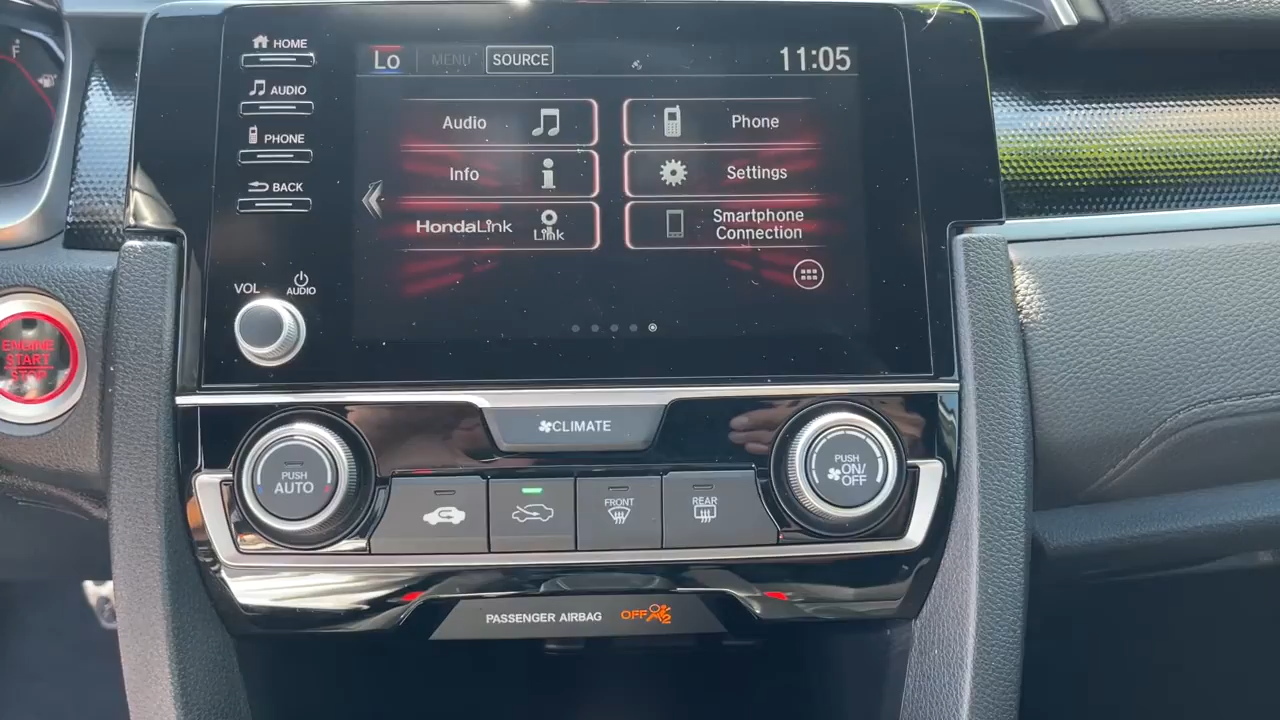 F
HOME
AUDIO
PHONE
BACK
VOL
AUDIO
Lo MENU SOURCE 11:05
Audio
Phone
Info
Settings
HondaLink
Link
Smartphone
Connection
ENGINE
START
STOP
CLIMATE
PUSH
AUTO
FRONT
REAR
PUSH
ON/
OFF
PASSENGER AIRBAG OFF 2